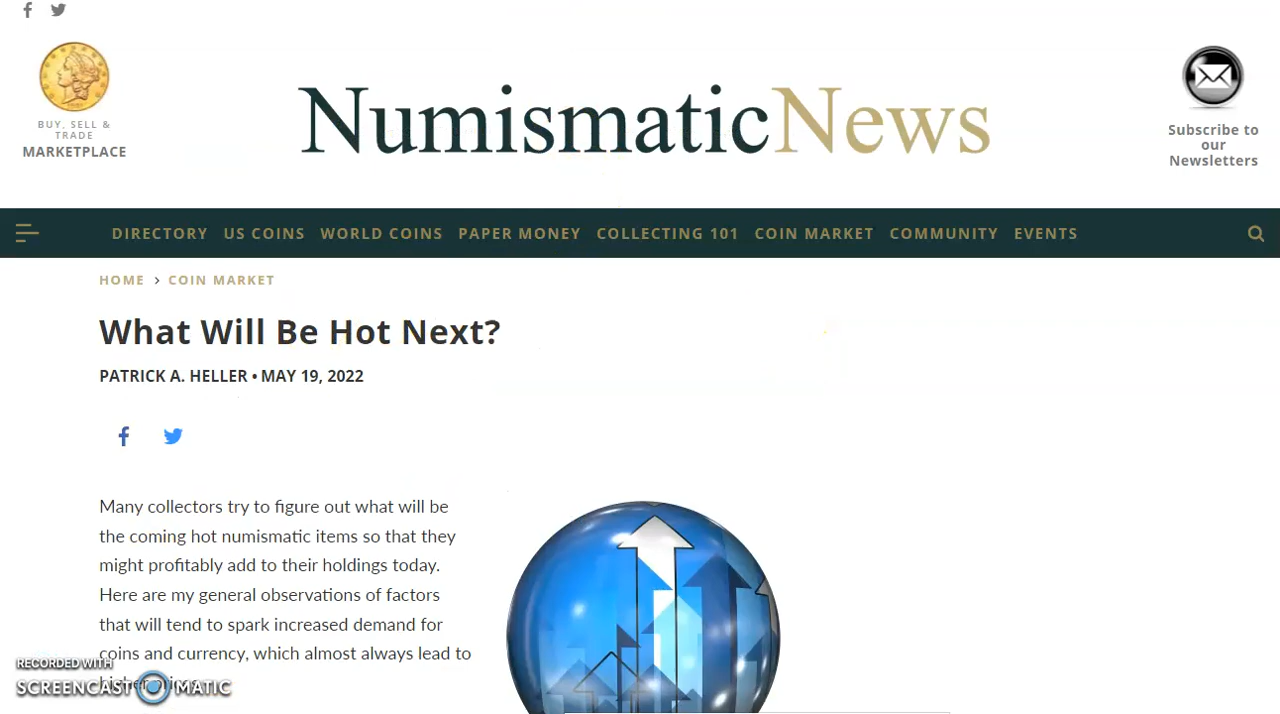 BUY, SELL &
TRADE
MARKETPLACE
NumismaticNews
Subscribe to
our
Newsletters
DIRECTORY US COINS WORLD COINS PAPER MONEY COLLECTING 101 COIN MARKET COMMUNITY EVENTS
HOME > COIN MARKET
What Will Be Hot Next?
PATRICK A. HELLER • MAY 19, 2022
Many collectors try to figure out what will be
the coming hot numismatic items so that they
might profitably add to their holdings today.
Here are my general observations of factors
that will tend to spark increased demand for
coins and currency, which almost always lead to
RECORDED WITH
SCREENCAST MATIC